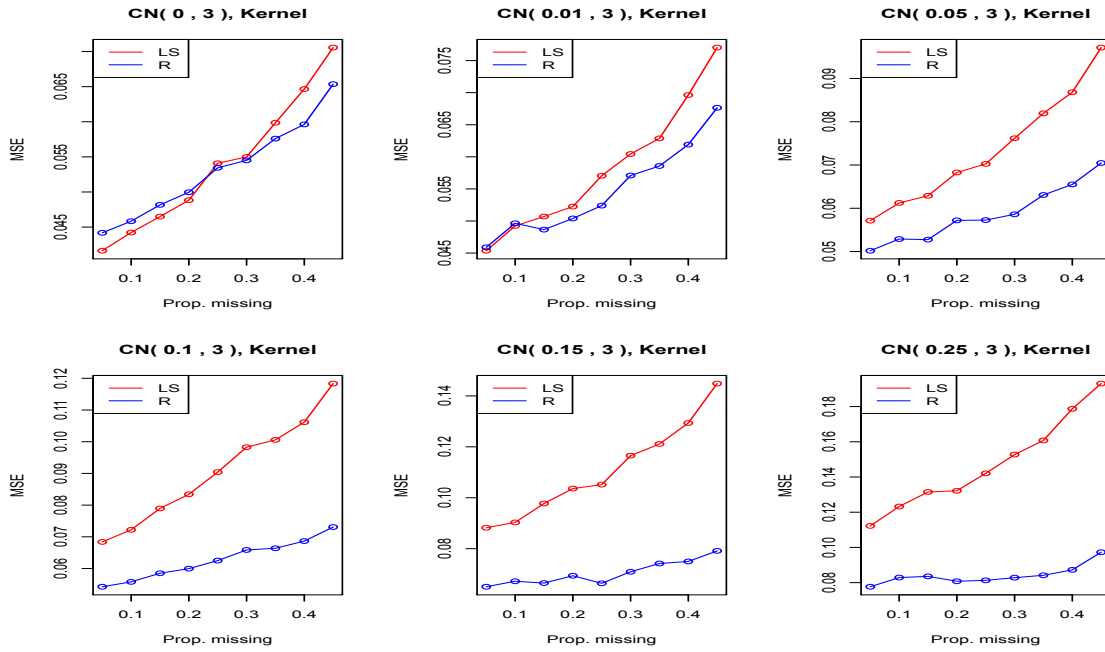 CN( 0 , 3 ), Kernel
LS
R
0.045
0.055
0.065
MSE
0.1
0.2
0.3
0.4
Prop. missing
CN( 0.01 , 3 ), Kernel
LS
R
0.045
0.055
0.065
0.075
MSE
0.1
0.2
0.3
0.4
Prop. missing
CN( 0.05 , 3 ), Kernel
LS
R
0.05
0.06
0.07
0.08
0.09
MSE
0.1
0.2
0.3
0.4
Prop. missing
CN( 0.1 , 3 ), Kernel
LS
R
0.06
0.07
0.08
0.09
0.10
0.11
0.12
MSE
0.1
0.2
0.3
0.4
Prop. missing
CN( 0.15 , 3 ), Kernel
LS
R
0.08
0.10
0.12
0.14
MSE
0.1
0.2
0.3
0.4
Prop. missing
CN( 0.25 , 3 ), Kernel
LS
R
0.08
0.10
0.12
0.14
0.16
0.18
MSE
0.1
0.2
0.3
0.4
Prop. missing